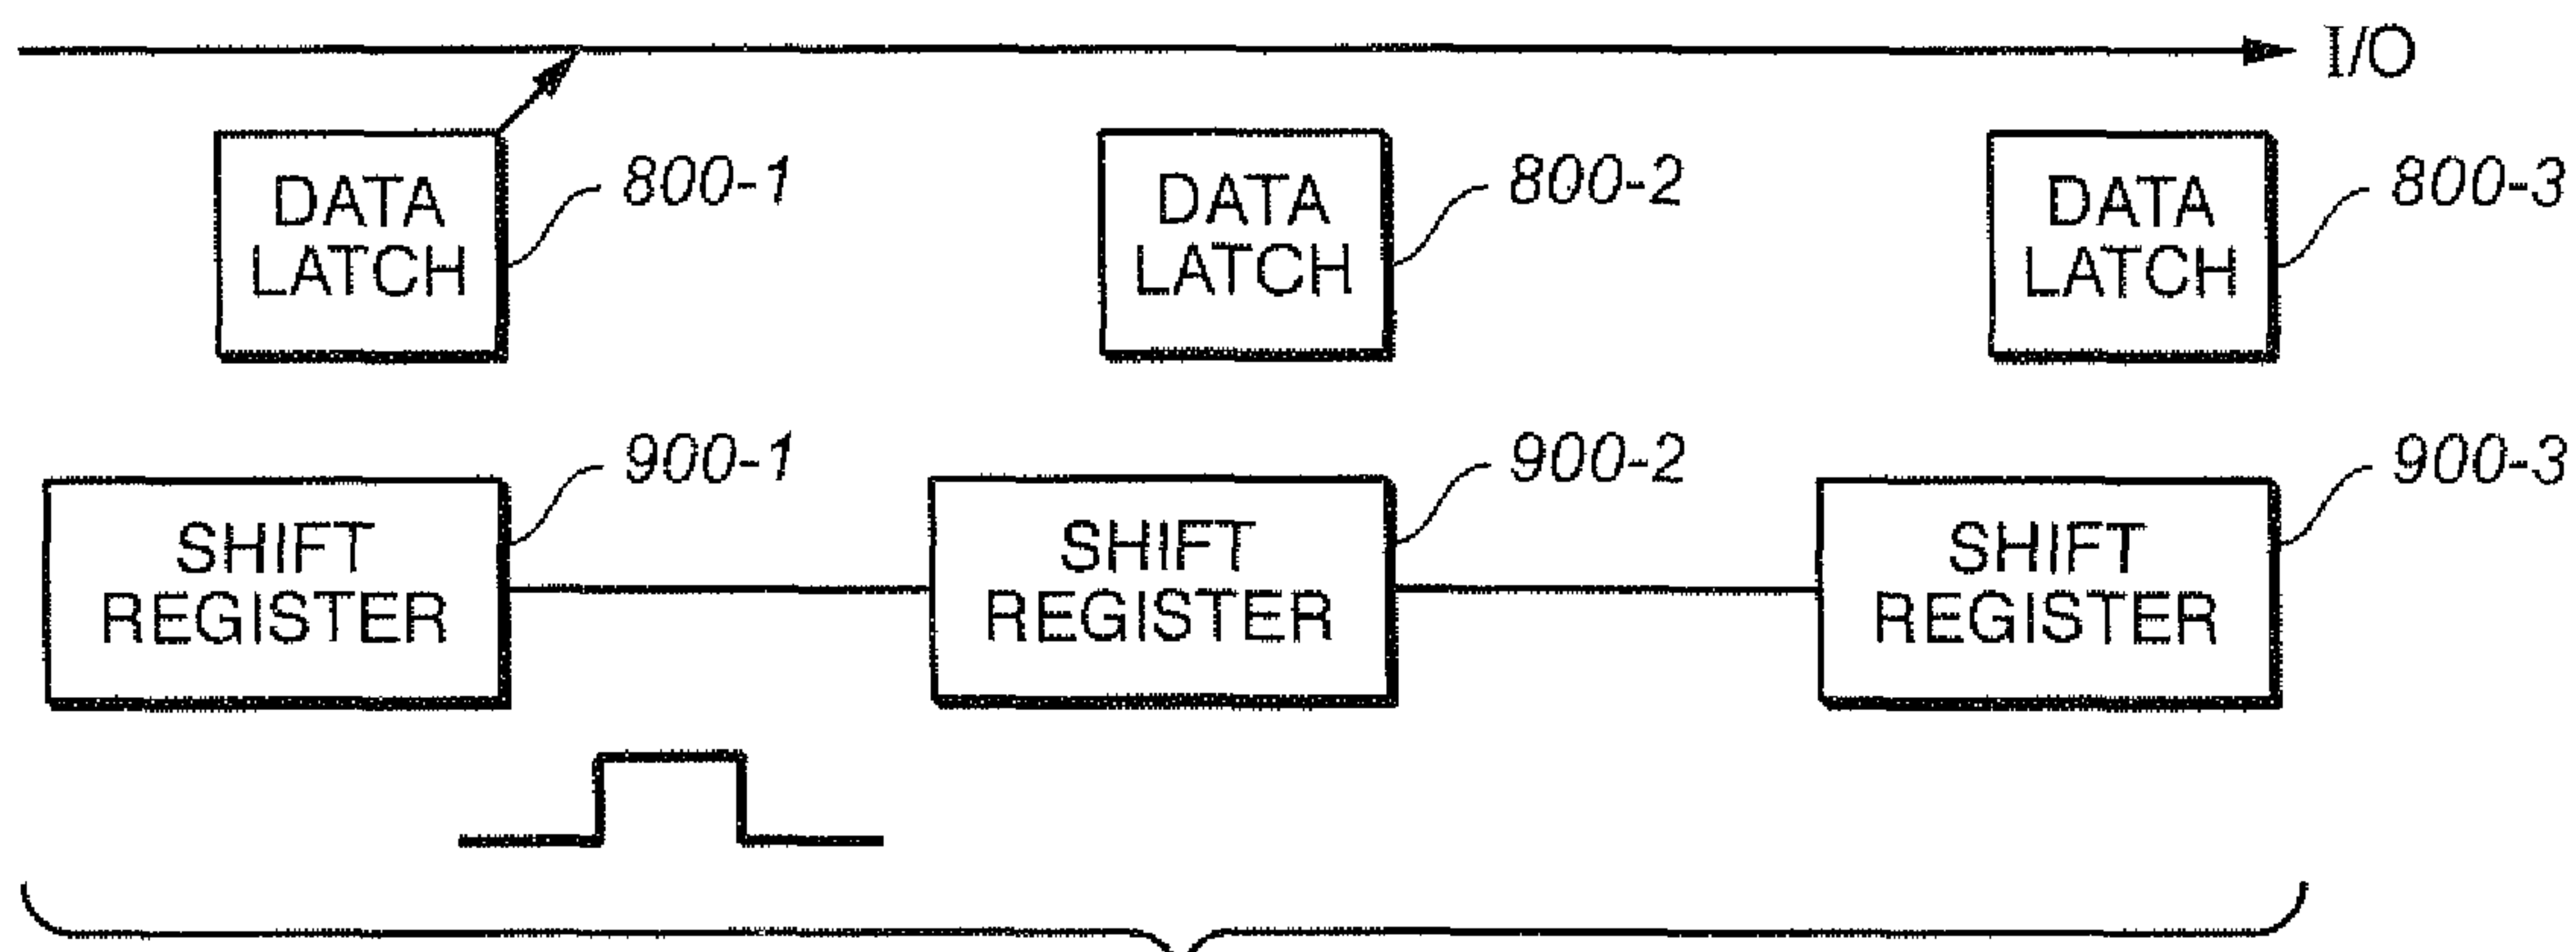 I/O
DATA
LATCH
800-1
DATA
LATCH
800-2
DATA
LATCH
800-3
SHIFT
REGISTER
900-1
SHIFT
REGISTER
900-2
SHIFT
REGISTER
900-3